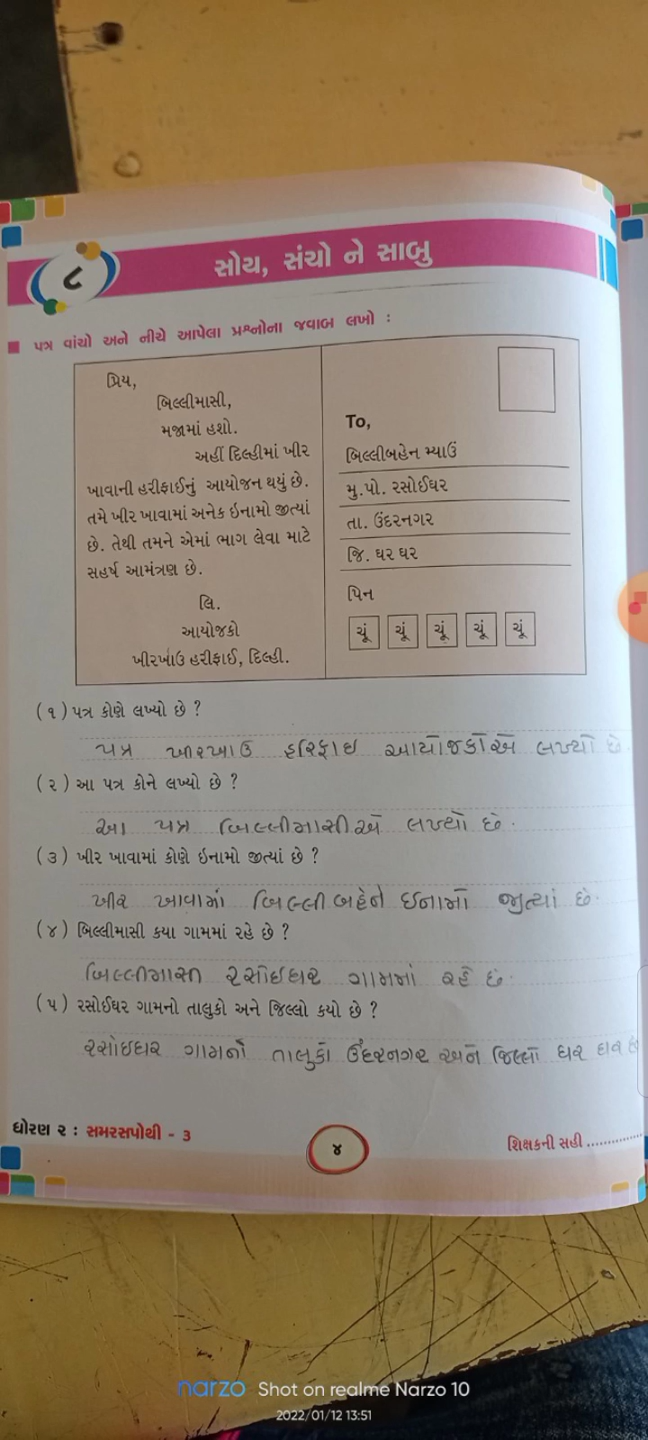 ૮
સોય, સંચો ને સાબુ
પત્ર વાંચો અને નીચે આપેલા પ્રશ્નોના જવાબ લખો :
પ્રિય,
બિલ્લીમાસી,
મજામાં હશો.
અહીં દિલ્હીમાં ખીર
ખાવાની હરીફાઈનું આયોજન થયું છે.
તમે ખીર ખાવામાં અનેક ઇનામો જીત્યાં
છે. તેથી તમને એમાં ભાગ લેવા માટે
સહર્ષ આમંત્રણ છે.
લિ.
આયોજકો
ખીરખાઉ હરીફાઈ, દિલ્હી.
To,
બિલ્લીબહેન મ્યાઉં
મુ.પો. રસોઈઘર
તા. ઉંદરનગર
જિ. ઘર ઘર
પિન
ચૂં ચૂં ચૂં ચૂં ચૂં
(૧) પત્ર કોણે લખ્યો છે ?
પત્ર ખીરખાઉ હરિફાઇ આયોજકોએ લખ્યો છે.
(૨) આ પત્ર કોને લખ્યો છે ?
આ પત્ર બિલ્લીમાસીએ લખ્યો છે.
(૩) ખીર ખાવામાં કોણે ઇનામો જીત્યાં છે ?
ખીર ખાવામાં બિલ્લીબહેને ઈનામો જીત્યાં છે.
(૪) બિલ્લીમાસી કયા ગામમાં રહે છે ?
બિલ્લીમાસી રસોઈઘર ગામમાં રહે છે.
(૫) રસોઈઘર ગામનો તાલુકો અને જિલ્લો કયો છે ?
રસોઇઘર ગામનો તાલુકો ઉંદરનગર અને જિલ્લો ઘર ઘર છે
ધોરણ ૨ : સમરસપોથી - 3
૪
શિક્ષકની સહી ..............
narzo Shot on realme Narzo 10
2022/01/12 13:51